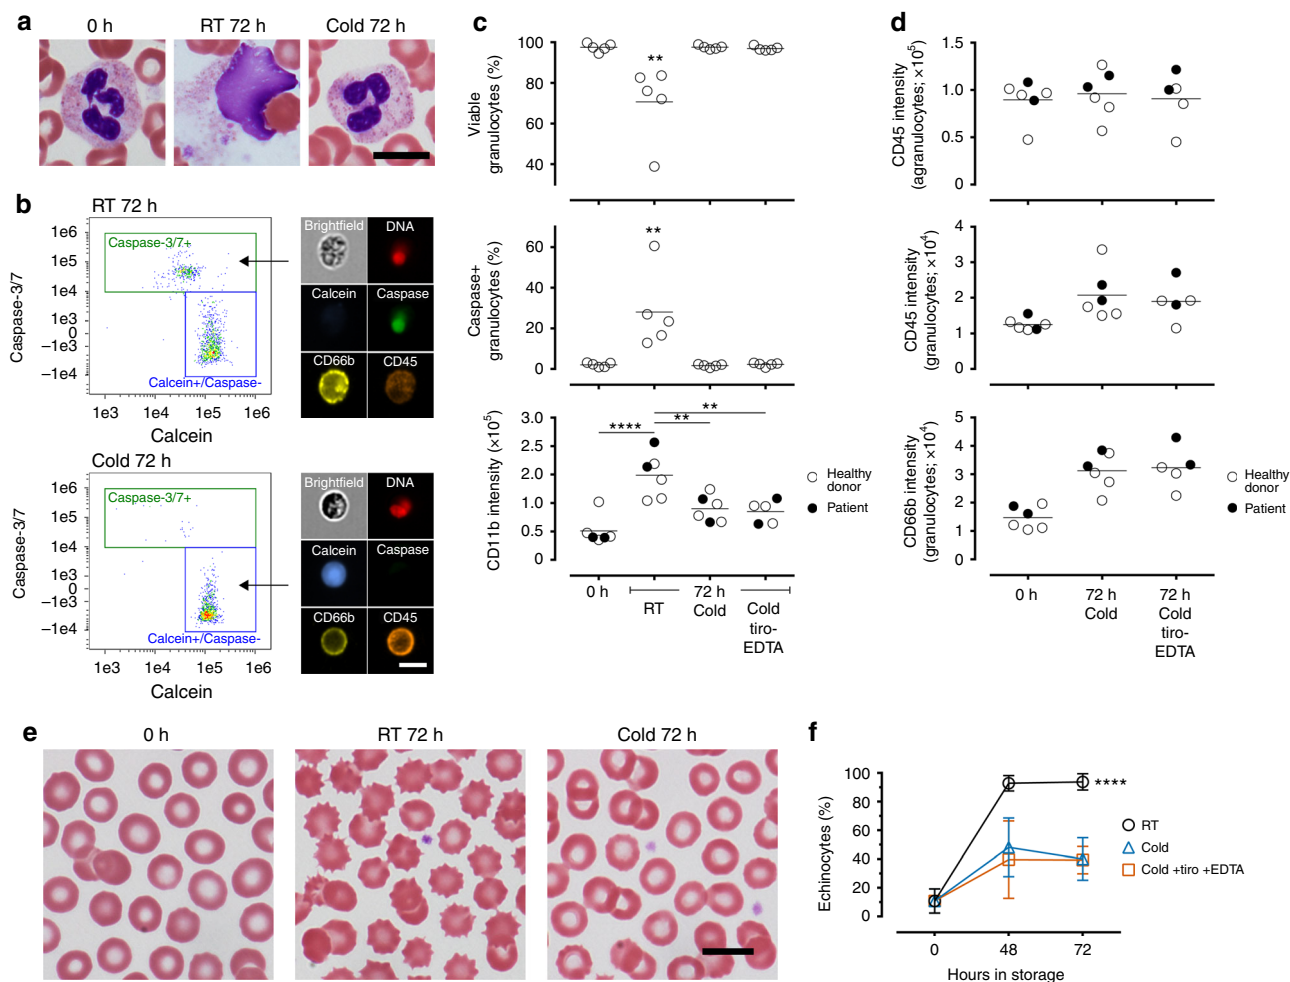 a
0 h
RT 72 h
Cold 72 h
b
RT 72 h
Caspase-3/7
1e6
1e5
1e4
1e3
0
−1e3
−1e4
Caspase-3/7+
Calcein+/Caspase-
1e3
1e4
1e5
1e6
Calcein
Brightfield
DNA
Calcein
Caspase
CD66b
CD45
Cold 72 h
Caspase-3/7
1e6
1e5
1e4
1e3
0
−1e3
−1e4
Caspase-3/7+
Calcein+/Caspase-
1e3
1e4
1e5
1e6
Calcein
Brightfield
DNA
Calcein
Caspase
CD66b
CD45
c
Viable
granulocytes (%)
100
80
60
40
**
Caspase+
granulocytes (%)
60
40
20
0
**
CD11b intensity (×10⁵)
3.0
2.5
2.0
1.5
1.0
0.5
0
****
**
**
0 h
RT
72 h
Cold
Cold
tiro-
EDTA
Healthy
donor
Patient
d
CD45 intensity
(agranulocytes; ×10⁵)
1.5
1.0
0.5
0
CD45 intensity
(granulocytes; ×10⁴)
4
3
2
1
0
CD66b intensity
(granulocytes; ×10⁴)
5
4
3
2
1
0
0 h
72 h
Cold
72 h
Cold
tiro-
EDTA
Healthy
donor
Patient
e
0 h
RT 72 h
Cold 72 h
f
Echinocytes (%)
100
80
60
40
20
0
****
RT
Cold
Cold +tiro +EDTA
0
48
72
Hours in storage